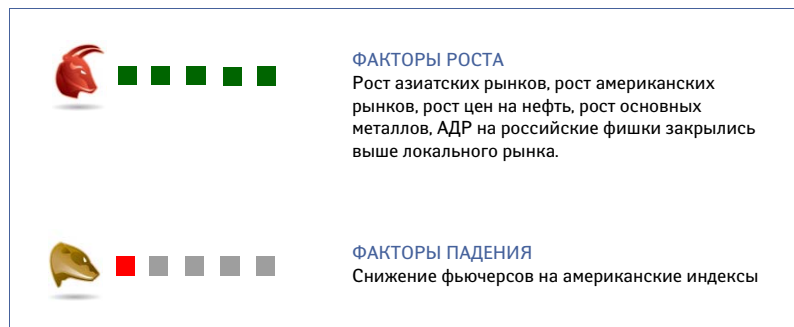 ФАКТОРЫ РОСТА
Рост азиатских рынков, рост американских
рынков, рост цен на нефть, рост основных
металлов, АДР на российские фишки закрылись
выше локального рынка.
ФАКТОРЫ ПАДЕНИЯ
Снижение фьючерсов на американские индексы